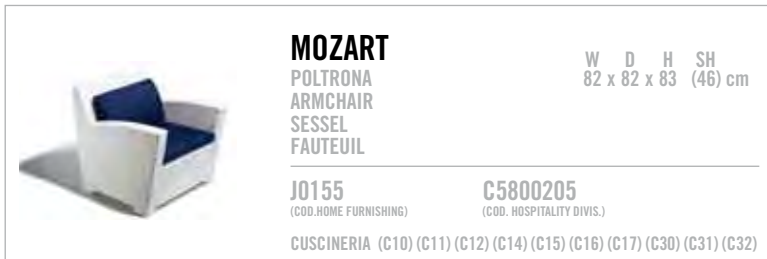 MOZART
POLTRONA
ARMCHAIR
SESSEL
FAUTEUIL
W D H SH
82 x 82 x 83 (46) cm
J0155
(COD.HOME FURNISHING)
C5800205
(COD. HOSPITALITY DIVIS.)
CUSCINERIA (C10) (C11) (C12) (C14) (C15) (C16) (C17) (C30) (C31) (C32)